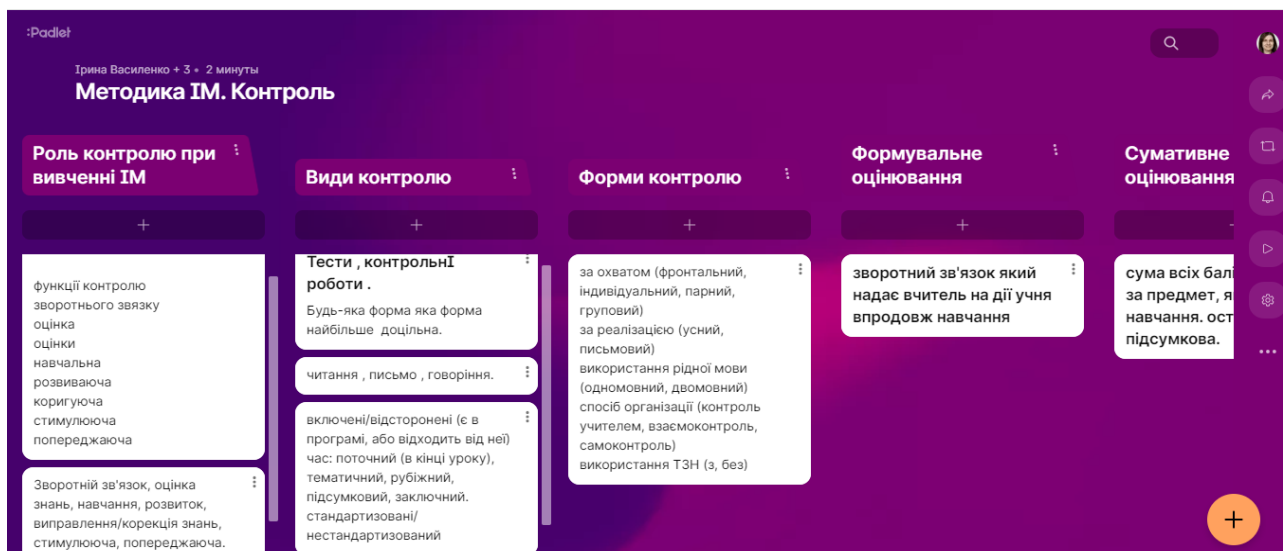 :Padlet
Ірина Василенко + 3 • 2 минуты
Методика ІМ. Контроль
Роль контролю при
вивченні ІМ
функції контролю
зворотнього звязку
оцінка
оцінки
навчальна
розвиваюча
коригуюча
стимулююча
попереджаюча
Зворотній зв'язок, оцінка
знань, навчання, розвиток,
виправлення/корекція знань,
стимулююча, попереджаюча.
Види контролю
Тести , контрольнІ
роботи .
Будь-яка форма яка форма
найбільше доцільна.
читання , письмо , говоріння.
включені/відсторонені (є в
програмі, або відходить від неї)
час: поточний (в кінці уроку),
тематичний, рубіжний,
підсумковий, заключний.
стандартизовані/
нестандартизований
Форми контролю
за охватом (фронтальний,
індивідуальний, парний,
груповий)
за реалізацією (усний,
письмовий)
використання рідної мови
(одномовний, двомовний)
спосіб організації (контроль
учителем, взаємоконтроль,
самоконтроль)
використання ТЗН (з, без)
Формувальне
оцінювання
зворотний зв'язок який
надає вчитель на дії учня
впродовж навчання
Сумативне
оцінювання
сума всіх балі
за предмет, я
навчання. ост
підсумкова.